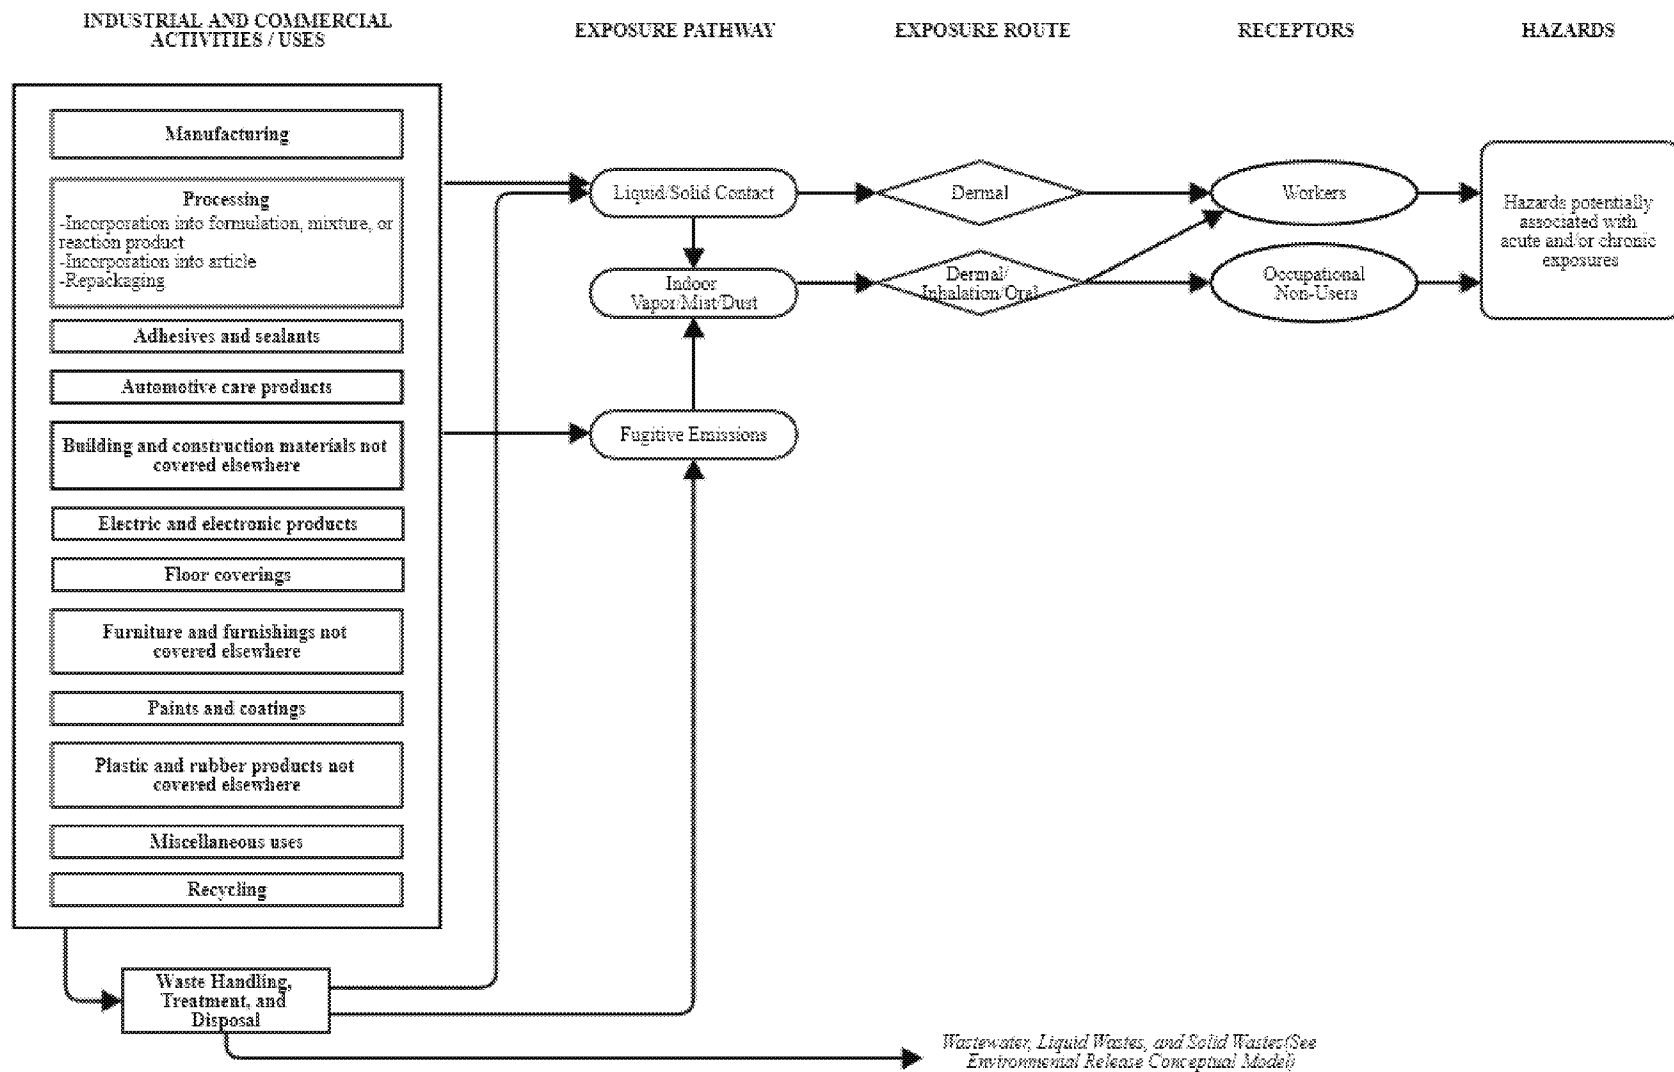 INDUSTRIAL AND COMMERCIAL
ACTIVITIES / USES
EXPOSURE PATHWAY
EXPOSURE ROUTE
RECEPTORS
HAZARDS
Manufacturing
Processing
-Incorporation into formulation, mixture, or
reaction product
-Incorporation into article
-Repackaging
Adhesives and sealants
Automotive care products
Building and construction materials not
covered elsewhere
Electric and electronic products
Floor coverings
Furniture and furnishings not
covered elsewhere
Paints and coatings
Plastic and rubber products not
covered elsewhere
Miscellaneous uses
Recycling
Waste Handling,
Treatment, and
Disposal
Liquid/Solid Contact
Indoor
Vapor/Mist/Dust
Fugitive Emissions
Dermal
Dermal/
Inhalation/Oral
Workers
Occupational
Non-Users
Hazards potentially
associated with
acute and/or chronic
exposures
Wastewater, Liquid Wastes, and Solid Wastes(See
Environmental Release Conceptual Model)